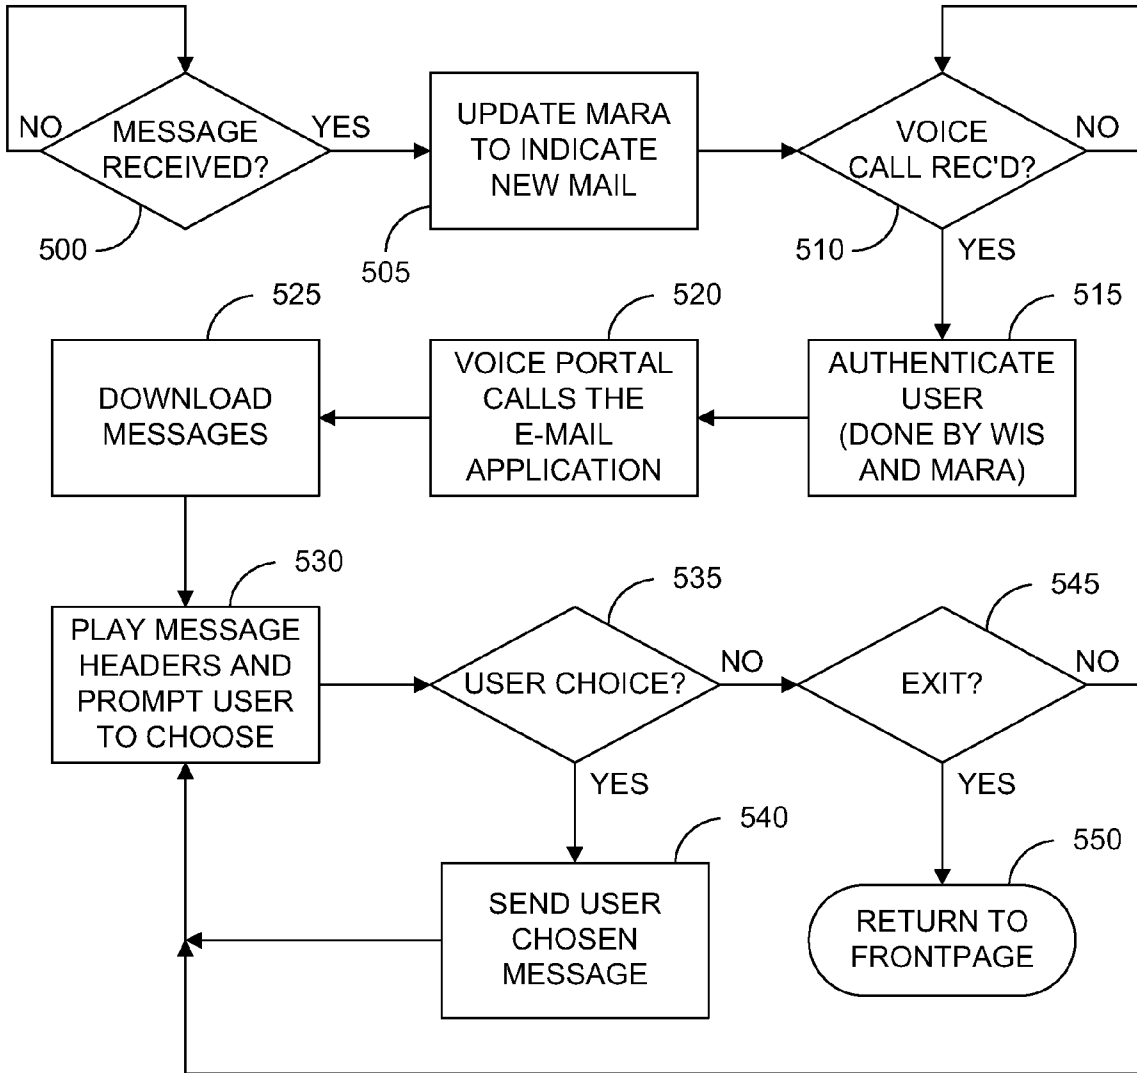 NO
MESSAGE
RECEIVED?
YES
500
UPDATE MARA
TO INDICATE
NEW MAIL
505
VOICE
CALL REC'D?
NO
510
YES
525
DOWNLOAD
MESSAGES
520
VOICE PORTAL
CALLS THE
E-MAIL
APPLICATION
515
AUTHENTICATE
USER
(DONE BY WIS
AND MARA)
530
PLAY MESSAGE
HEADERS AND
PROMPT USER
TO CHOOSE
535
USER CHOICE?
NO
YES
545
EXIT?
NO
YES
540
SEND USER
CHOSEN
MESSAGE
550
RETURN TO
FRONTPAGE